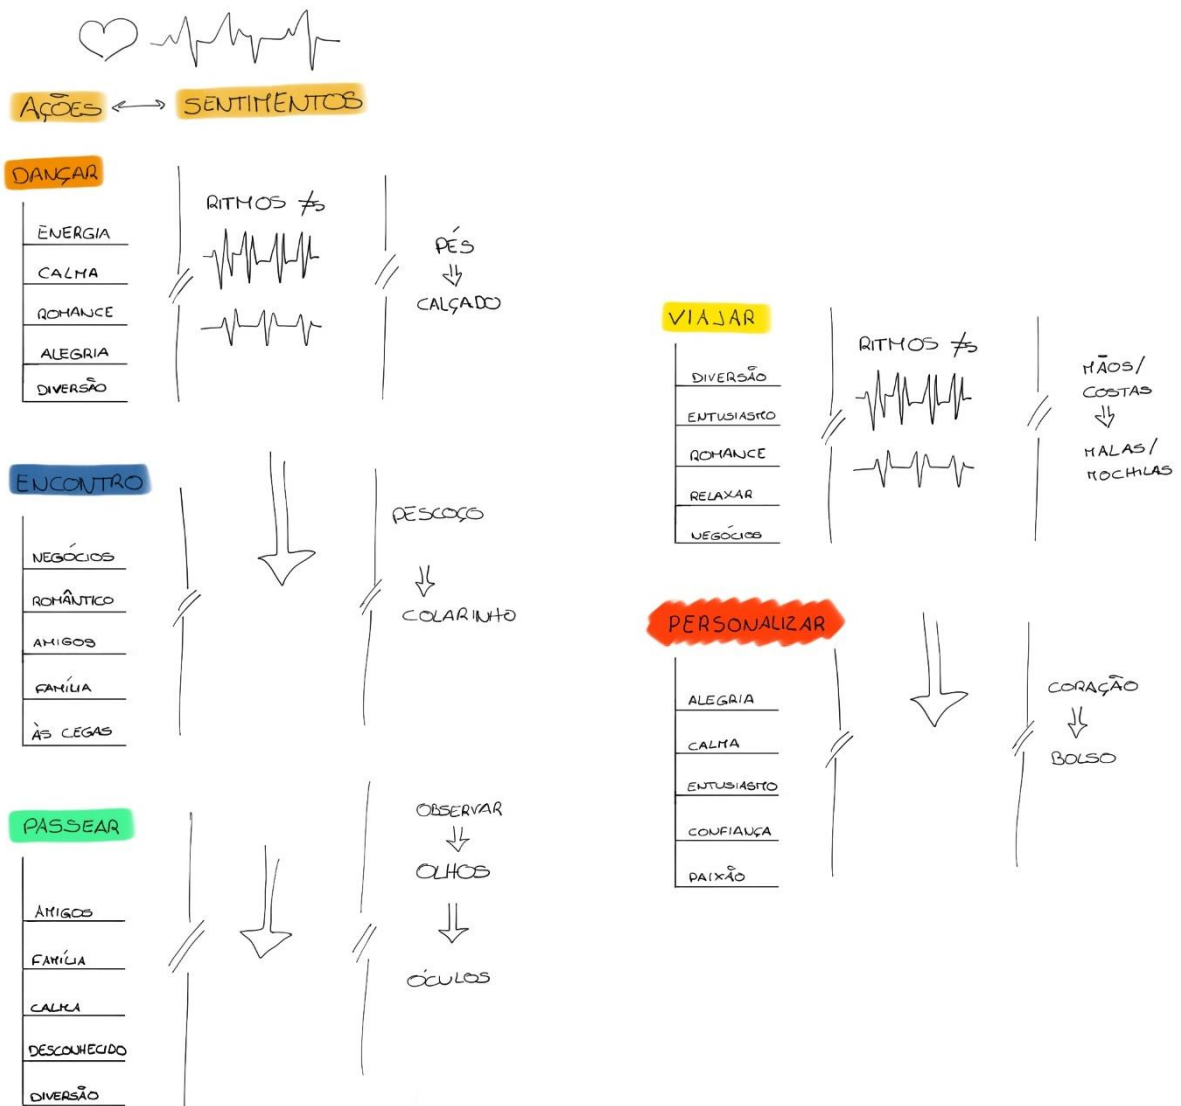 AÇÕES ↔ SENTIMENTOS
DANÇAR
ENERGIA
CALMA
ROMANCE
ALEGRIA
DIVERSÃO
RITMOS ≠s
PÉS
CALÇADO
ENCONTRO
NEGÓCIOS
ROMÂNTICO
AMIGOS
FAMÍLIA
ÀS CEGAS
PESCOÇO
COLARINHO
PASSEAR
AMIGOS
FAMÍLIA
CALMA
DESCONHECIDO
DIVERSÃO
OBSERVAR
OLHOS
ÓCULOS
VIAJAR
DIVERSÃO
ENTUSIASMO
ROMANCE
RELAXAR
NEGÓCIOS
RITMOS ≠s
MÃOS/
COSTAS
MALAS/
MOCHILAS
PERSONALIZAR
ALEGRIA
CALMA
ENTUSIASMO
CONFIANÇA
PAIXÃO
CORAÇÃO
BOLSO